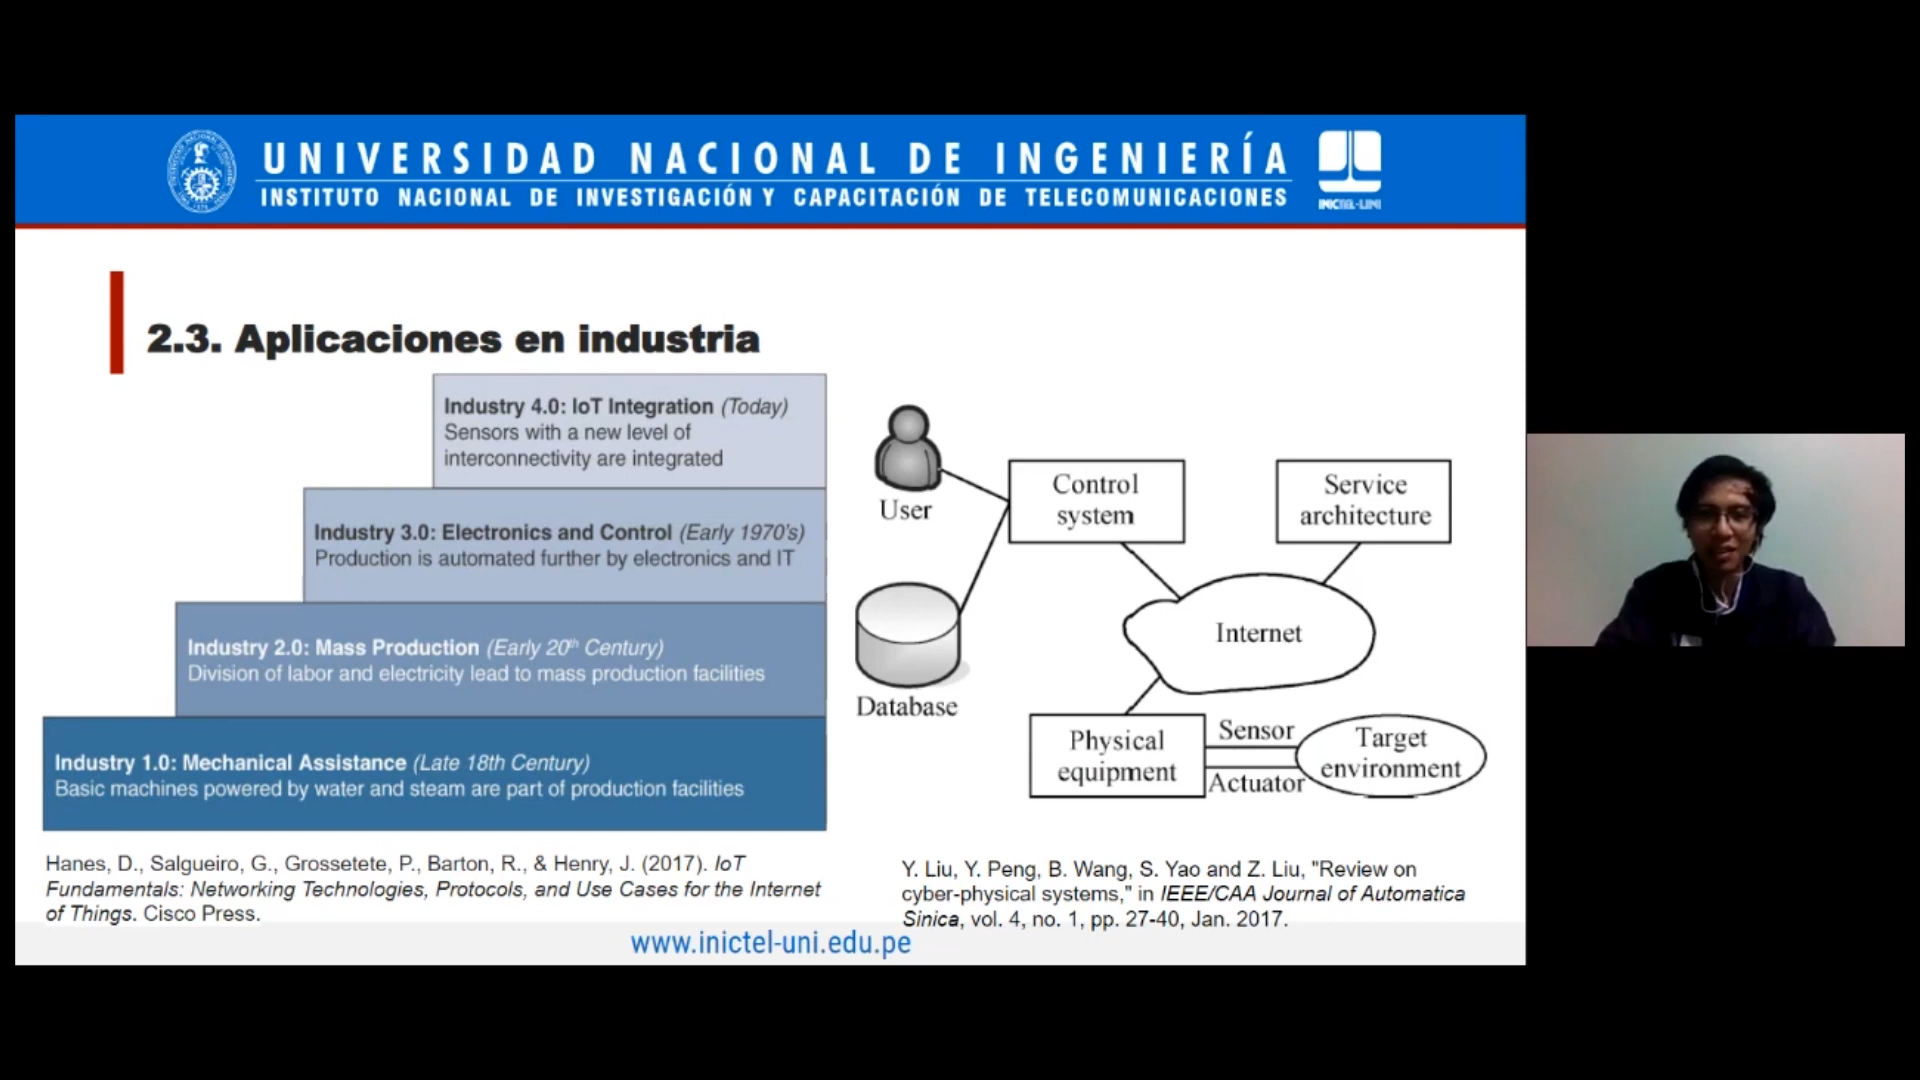 UNIVERSIDAD NACIONAL DE INGENIERÍA
INSTITUTO NACIONAL DE INVESTIGACIÓN Y CAPACITACIÓN DE TELECOMUNICACIONES
INICTEL-UNI
2.3. Aplicaciones en industria
Industry 4.0: IoT Integration (Today)
Sensors with a new level of
interconnectivity are integrated
Industry 3.0: Electronics and Control (Early 1970's)
Production is automated further by electronics and IT
Industry 2.0: Mass Production (Early 20th Century)
Division of labor and electricity lead to mass production facilities
Industry 1.0: Mechanical Assistance (Late 18th Century)
Basic machines powered by water and steam are part of production facilities
Hanes, D., Salgueiro, G., Grossetete, P., Barton, R., & Henry, J. (2017). IoT
Fundamentals: Networking Technologies, Protocols, and Use Cases for the Internet
of Things. Cisco Press.
User
Database
Control
system
Service
architecture
Internet
Physical
equipment
Sensor
Actuator
Target
environment
Y. Liu, Y. Peng, B. Wang, S. Yao and Z. Liu, "Review on
cyber-physical systems," in IEEE/CAA Journal of Automatica
Sinica, vol. 4, no. 1, pp. 27-40, Jan. 2017.
www.inictel-uni.edu.pe